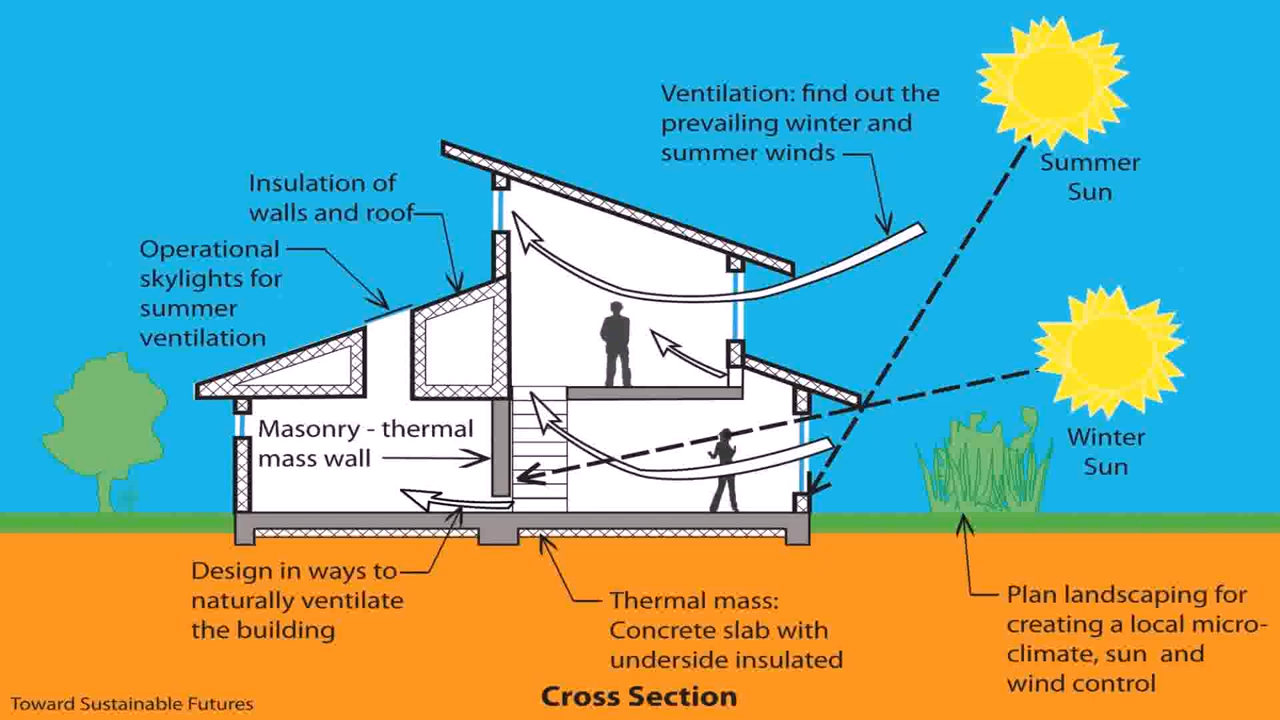 Ventilation: find out the
prevailing winter and
summer winds
Summer
Sun
Insulation of
walls and roof
Operational
skylights for
summer
ventilation
Masonry - thermal
mass wall
Winter
Sun
Design in ways to
naturally ventilate
the building
Thermal mass:
Concrete slab with
underside insulated
Plan landscaping for
creating a local micro-
climate, sun and
wind control
Cross Section
Toward Sustainable Futures